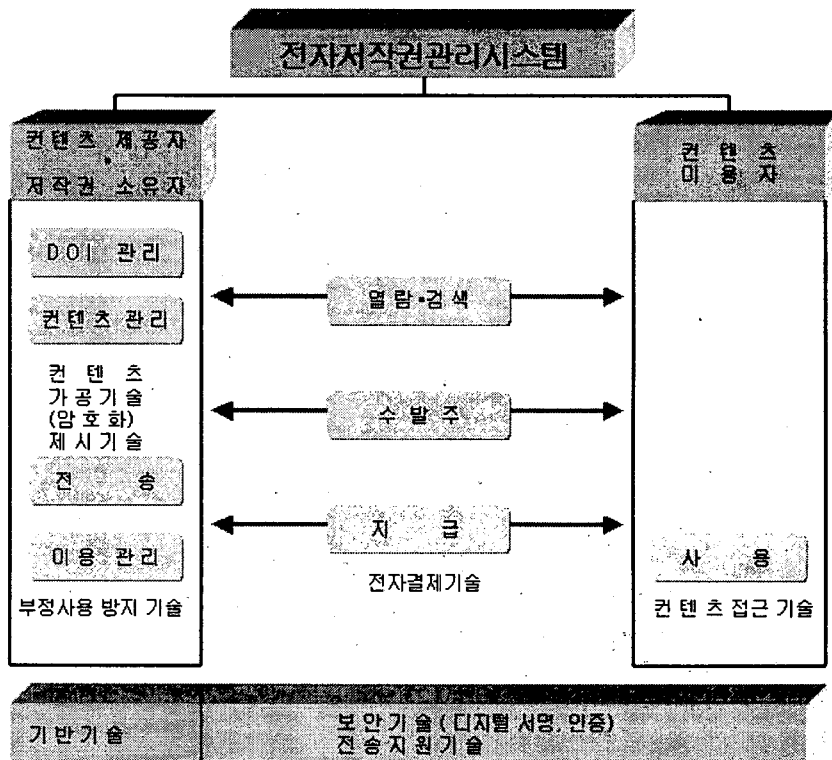 전자저작권관리시스템
컨텐츠 제공자
•
저작권 소유자
DOI 관리
컨텐츠 관리
컨 텐 츠
가공기술
(암호화)
제시기술
전 송
이용 관리
부정사용 방지 기술
열람•검색
수발주
지 급
전자결제기술
컨 텐 츠
이 용 자
사 용
컨텐츠 접근 기술
기반기술
보안기술 (디지털 서명, 인증)
전송지원기술